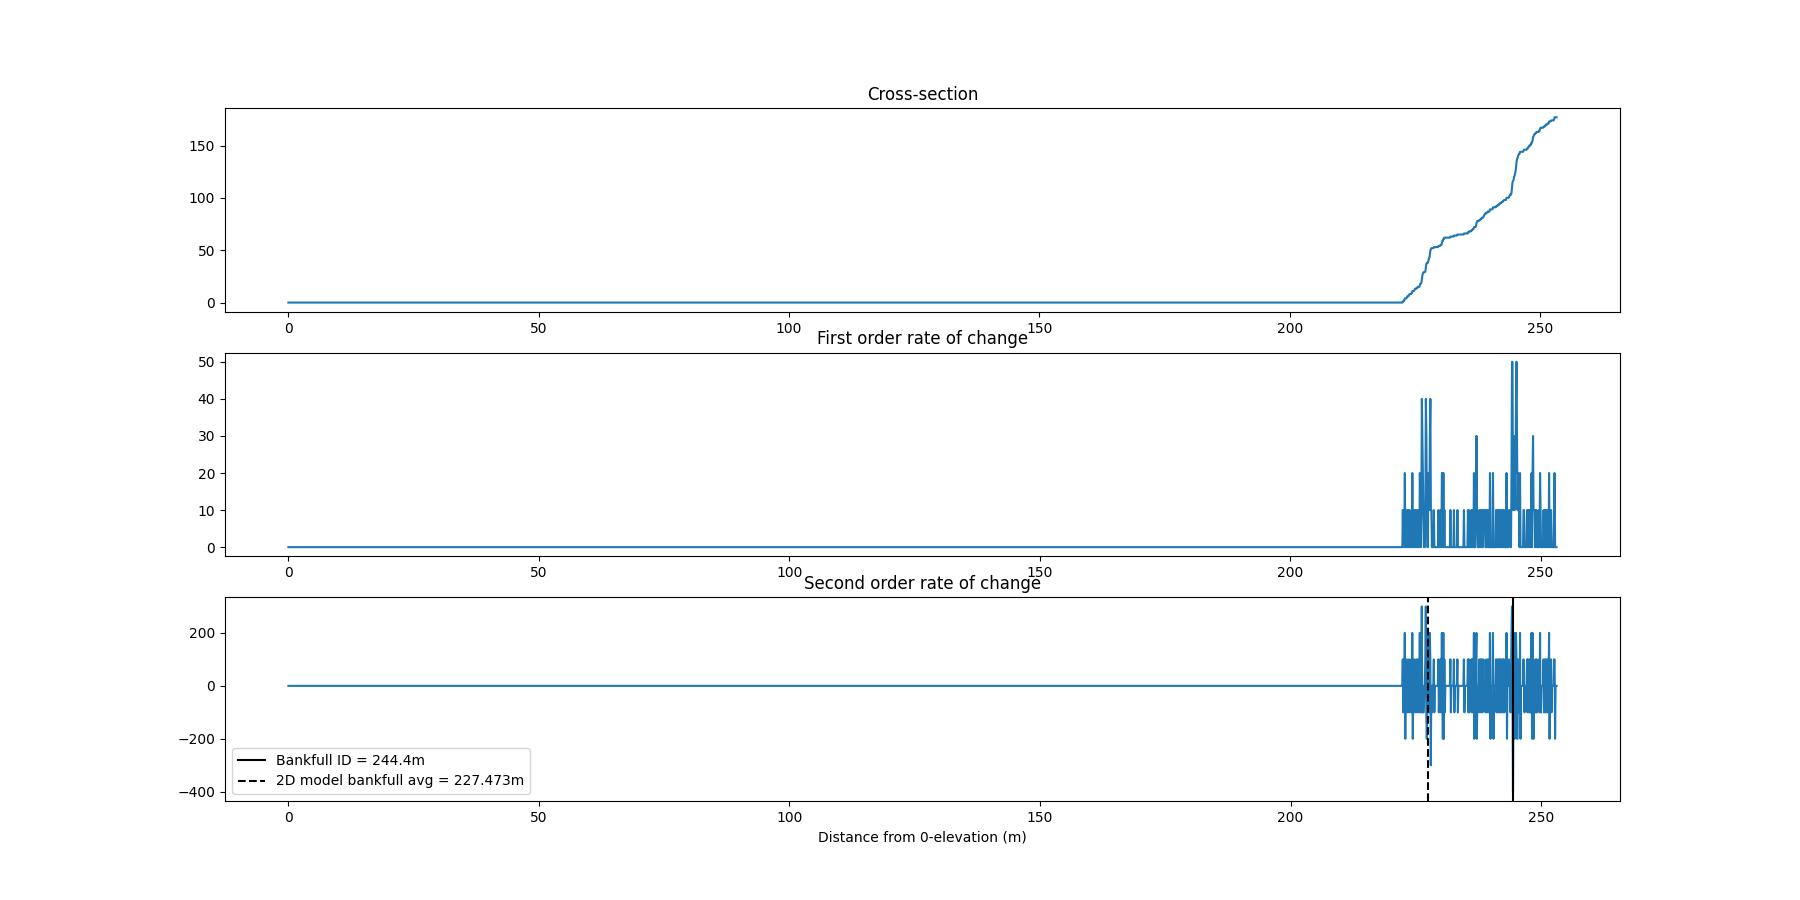 Cross-section
150
100
50
0
0 50 100 150 200 250
First order rate of change
50
40
30
20
10
0
0 50 100 150 200 250
Second order rate of change
200
0
−200
−400
Bankfull ID = 244.4m
2D model bankfull avg = 227.473m
0 50 100 150 200 250
Distance from 0-elevation (m)